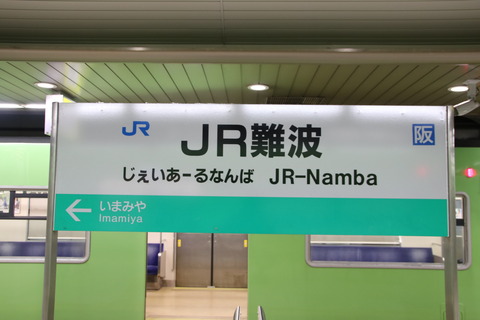 JR
阪
JR難波
じぇいあーるなんば JR-Namba
いまみや
Imamiya